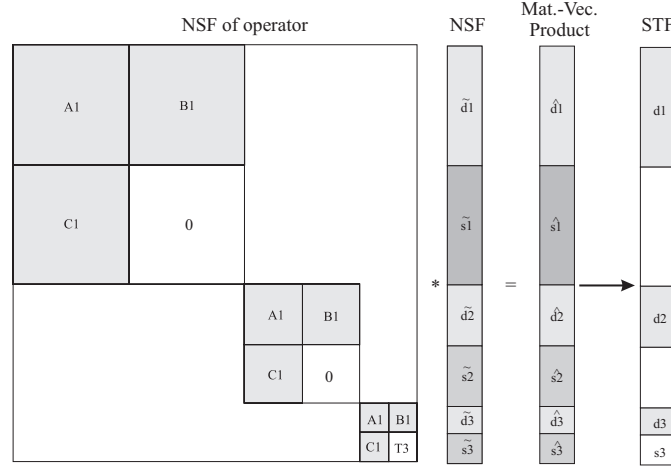 NSF of operator
NSF
Mat.-Vec.
Product
STF
A1
B1
C1
0
A1
B1
C1
0
A1
B1
C1
T3
d̃1
s̃1
d̃2
s̃2
d̃3
s̃3
*
=
d̂1
ŝ1
d̂2
ŝ2
d̂3
ŝ3
d1
d2
d3
s3